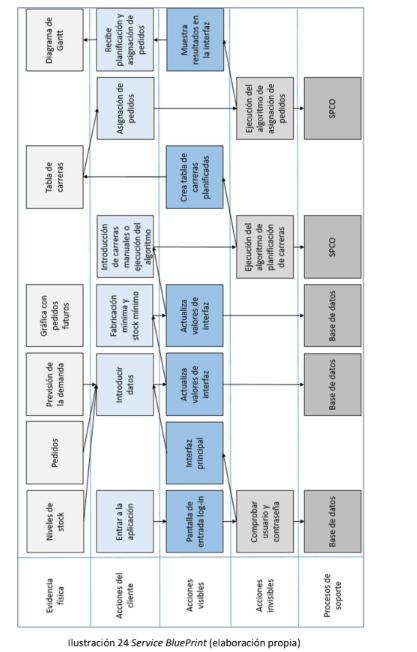 Evidencia
física
Niveles de
stock
Pedidos
Previsión de
la demanda
Gráfica con
pedidos
futuros
Tabla de
carreras
Diagrama de
Gantt
Acciones del
cliente
Entrar a la
aplicación
Introducir
datos
Fabricación
mínima y
stock mínimo
Introducción
de carreras
manuales o
ejecución del
algoritmo
Asignación de
pedidos
Recibe
planificación y
asignación de
pedidos
Acciones
visibles
Pantalla de
entrada log-in
Interfaz
principal
Actualiza
valores de
interfaz
Actualiza
valores de
interfaz
Crea tabla de
carreras
planificadas
Muestra
resultados en
la interfaz
Acciones
invisibles
Comprobar
usuario y
contraseña
Ejecución del
algoritmo de
planificación
de carreras
Ejecución del
algoritmo de
asignación de
pedidos
Procesos de
soporte
Base de datos
Base de datos
Base de datos
SPCO
SPCO
Ilustración 24 Service BluePrint (elaboración propia)